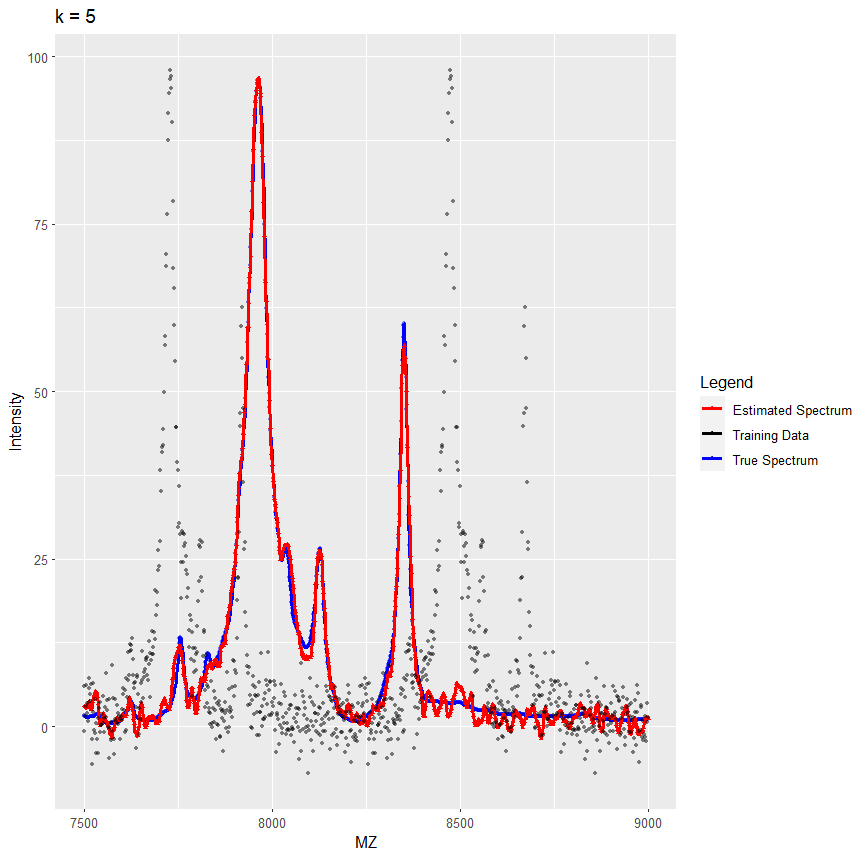 k = 5
100
75
50
25
0
Intensity
7500 8000 8500 9000
MZ
Legend
Estimated Spectrum
Training Data
True Spectrum